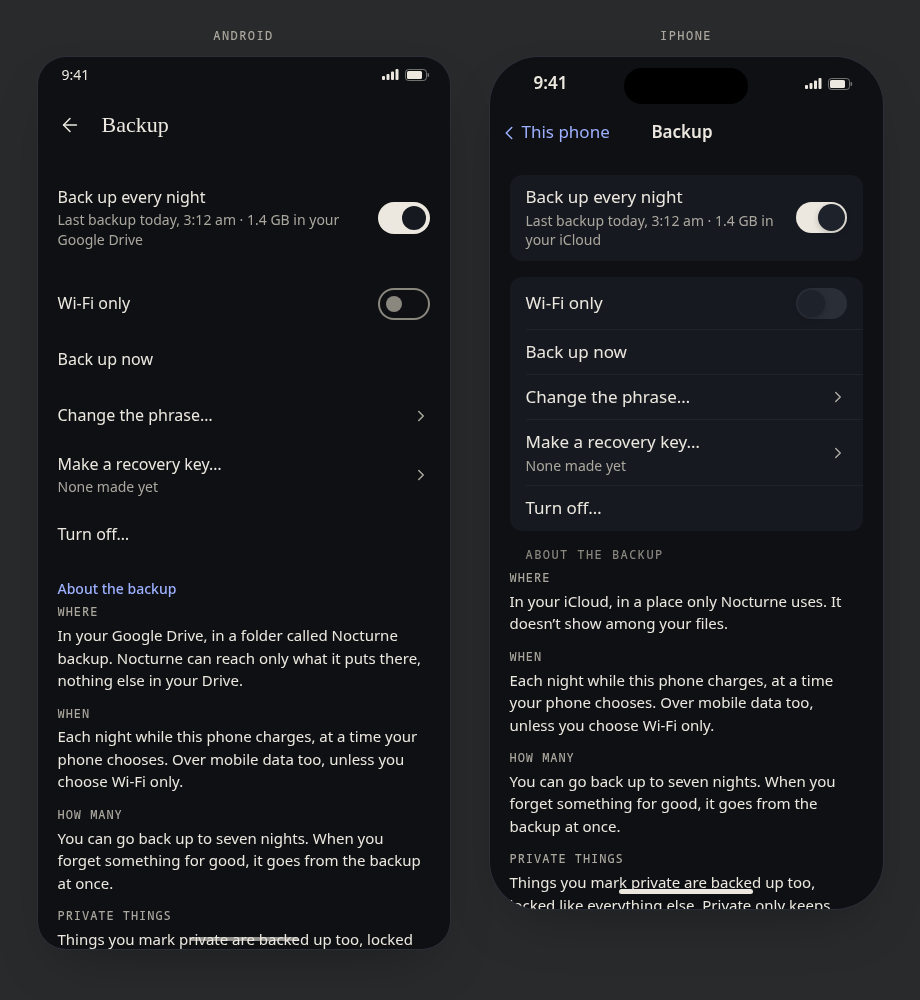 ANDROID
9:41
Backup
Back up every night
Last backup today, 3:12 am · 1.4 GB in your
Google Drive
Wi-Fi only
Back up now
Change the phrase…
Make a recovery key…
None made yet
Turn off…
About the backup
WHERE
In your Google Drive, in a folder called Nocturne
backup. Nocturne can reach only what it puts there,
nothing else in your Drive.
WHEN
Each night while this phone charges, at a time your
phone chooses. Over mobile data too, unless you
choose Wi-Fi only.
HOW MANY
You can go back up to seven nights. When you
forget something for good, it goes from the backup
at once.
PRIVATE THINGS
Things you mark private are backed up too, locked
IPHONE
9:41
This phone
Backup
Back up every night
Last backup today, 3:12 am · 1.4 GB in
your iCloud
Wi-Fi only
Back up now
Change the phrase…
Make a recovery key…
None made yet
Turn off…
ABOUT THE BACKUP
WHERE
In your iCloud, in a place only Nocturne uses. It
doesn’t show among your files.
WHEN
Each night while this phone charges, at a time
your phone chooses. Over mobile data too,
unless you choose Wi-Fi only.
HOW MANY
You can go back up to seven nights. When you
forget something for good, it goes from the
backup at once.
PRIVATE THINGS
Things you mark private are backed up too,
locked like everything else. Private only keeps